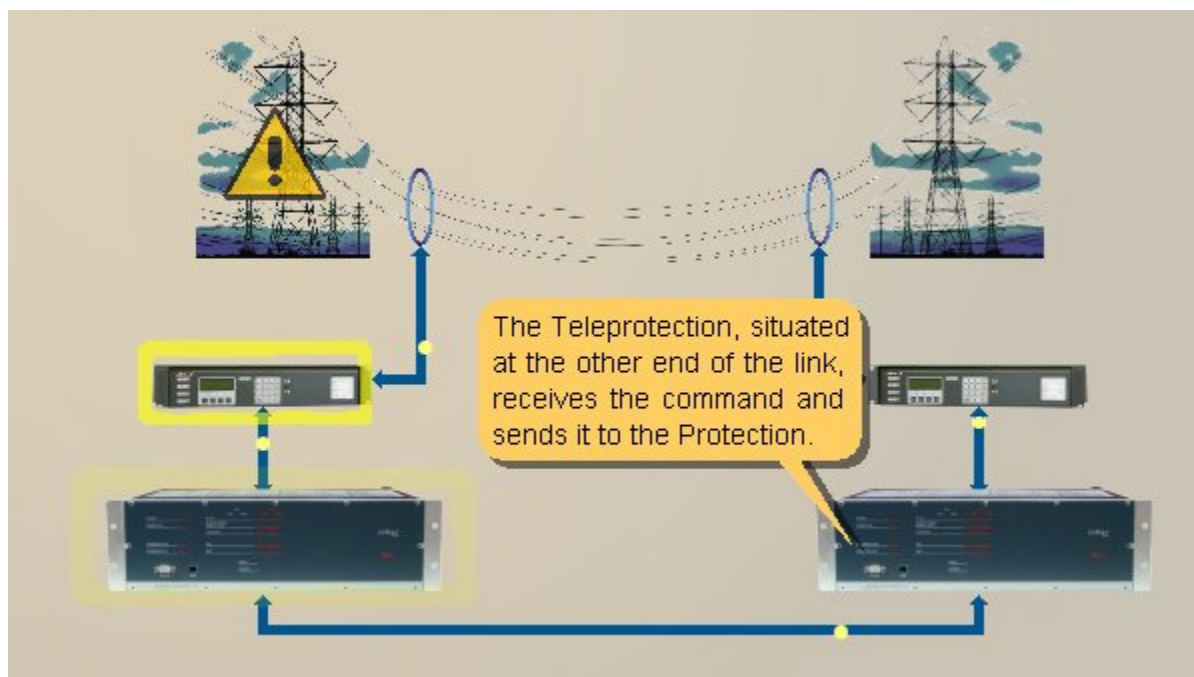 The Teleprotection, situated
at the other end of the link,
receives the command and
sends it to the Protection.